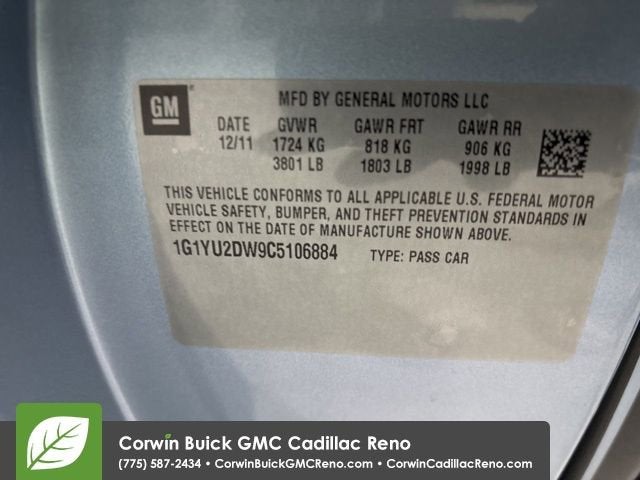 GM
MFD BY GENERAL MOTORS LLC
DATE GVWR GAWR FRT GAWR RR
12/11 1724 KG 818 KG 906 KG
3801 LB 1803 LB 1998 LB
THIS VEHICLE CONFORMS TO ALL APPLICABLE U.S. FEDERAL MOTOR
VEHICLE SAFETY, BUMPER, AND THEFT PREVENTION STANDARDS IN
EFFECT ON THE DATE OF MANUFACTURE SHOWN ABOVE.
1G1YU2DW9C5106884 TYPE: PASS CAR
Corwin Buick GMC Cadillac Reno
(775) 587-2434 • CorwinBuickGMCReno.com • CorwinCadillacReno.com